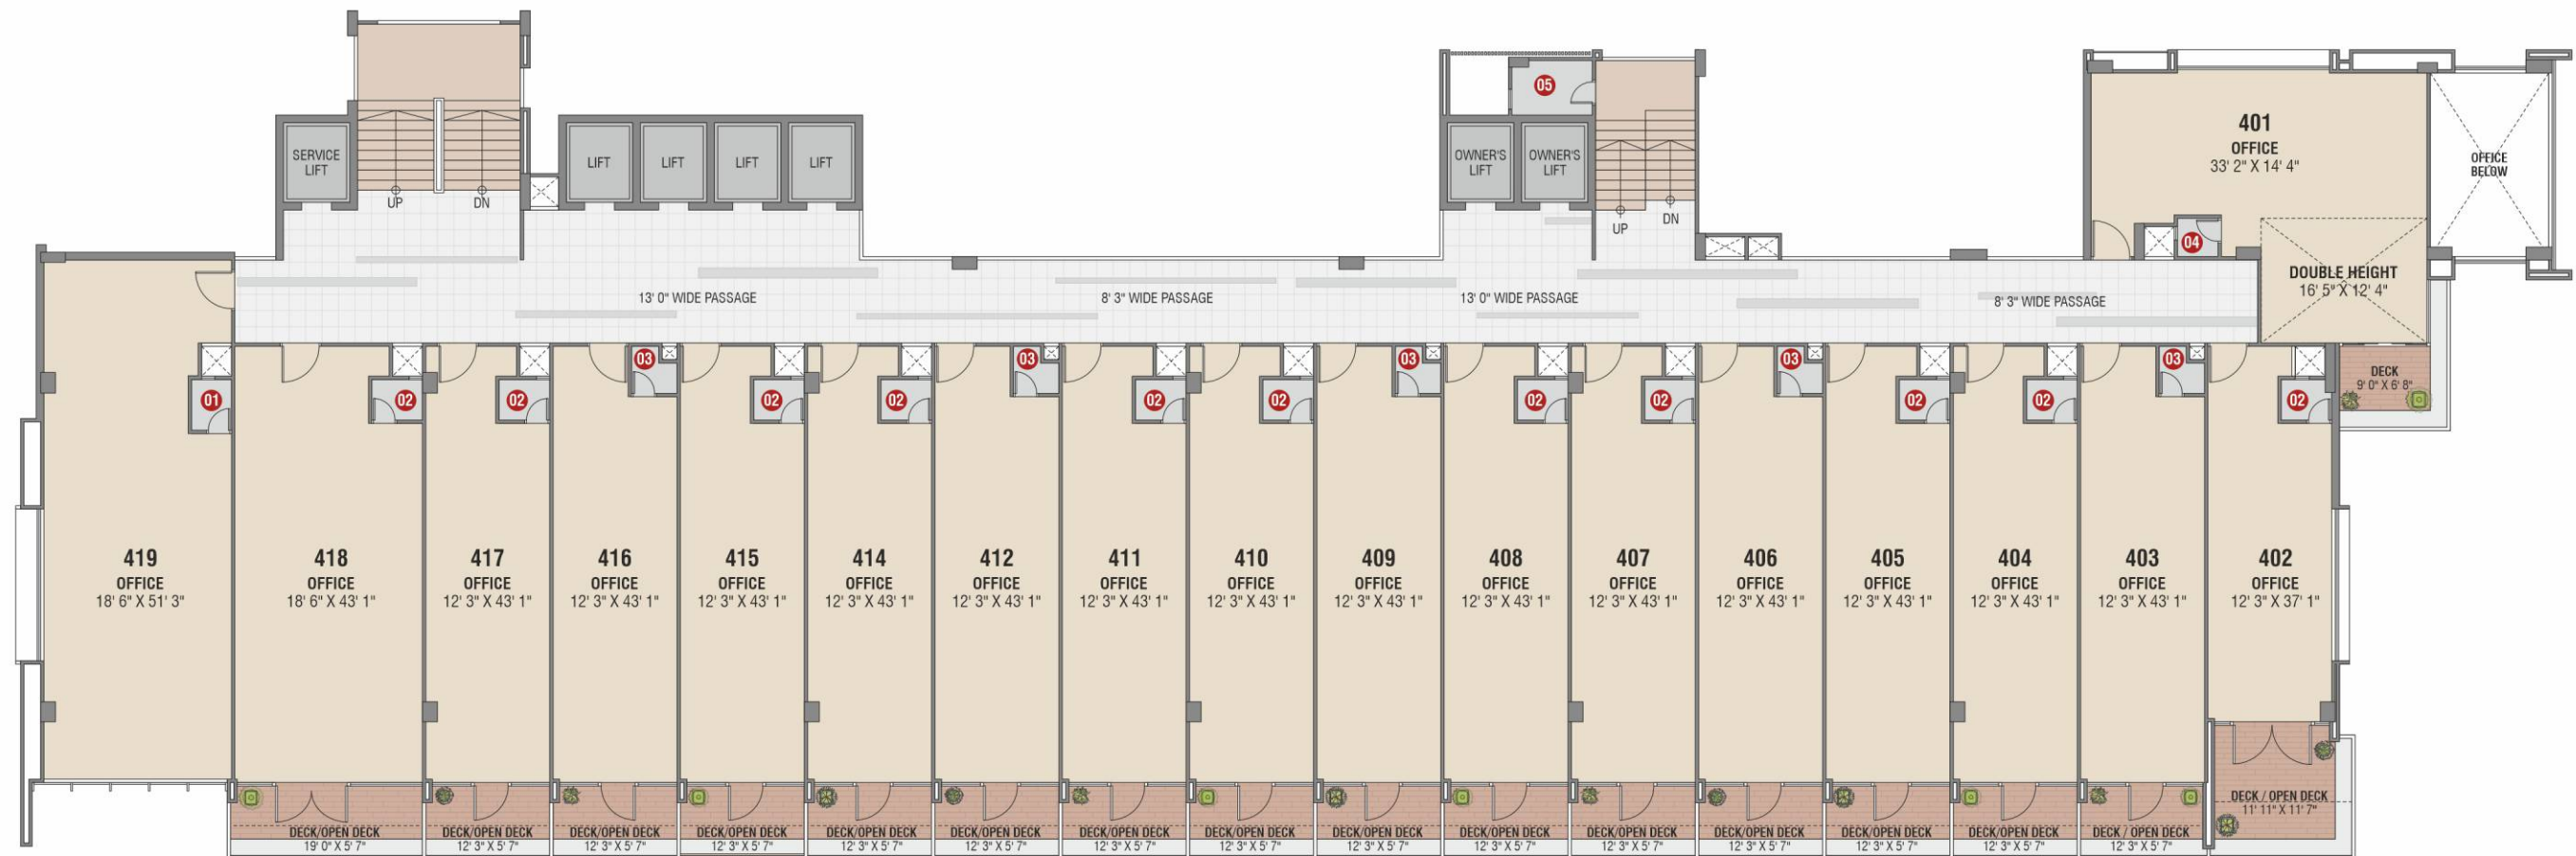 05
SERVICE
LIFT
LIFT
LIFT
LIFT
LIFT
OWNER'S
LIFT
OWNER'S
LIFT
401
OFFICE
33' 2" X 14' 4"
OFFICE
BELOW
UP
DN
UP
DN
04
DOUBLE HEIGHT
16' 5" X 12' 4"
13' 0" WIDE PASSAGE
8' 3" WIDE PASSAGE
13' 0" WIDE PASSAGE
8' 3" WIDE PASSAGE
DECK
9' 0" X 6' 8"
01
02
02
03
02
02
03
02
02
03
02
02
03
02
02
03
02
419
OFFICE
18' 6" X 51' 3"
418
OFFICE
18' 6" X 43' 1"
417
OFFICE
12' 3" X 43' 1"
416
OFFICE
12' 3" X 43' 1"
415
OFFICE
12' 3" X 43' 1"
414
OFFICE
12' 3" X 43' 1"
412
OFFICE
12' 3" X 43' 1"
411
OFFICE
12' 3" X 43' 1"
410
OFFICE
12' 3" X 43' 1"
409
OFFICE
12' 3" X 43' 1"
408
OFFICE
12' 3" X 43' 1"
407
OFFICE
12' 3" X 43' 1"
406
OFFICE
12' 3" X 43' 1"
405
OFFICE
12' 3" X 43' 1"
404
OFFICE
12' 3" X 43' 1"
403
OFFICE
12' 3" X 43' 1"
402
OFFICE
12' 3" X 37' 1"
DECK/OPEN DECK
19' 0" X 5' 7"
DECK/OPEN DECK
12' 3" X 5' 7"
DECK/OPEN DECK
12' 3" X 5' 7"
DECK/OPEN DECK
12' 3" X 5' 7"
DECK/OPEN DECK
12' 3" X 5' 7"
DECK/OPEN DECK
12' 3" X 5' 7"
DECK/OPEN DECK
12' 3" X 5' 7"
DECK/OPEN DECK
12' 3" X 5' 7"
DECK/OPEN DECK
12' 3" X 5' 7"
DECK/OPEN DECK
12' 3" X 5' 7"
DECK/OPEN DECK
12' 3" X 5' 7"
DECK/OPEN DECK
12' 3" X 5' 7"
DECK/OPEN DECK
12' 3" X 5' 7"
DECK/OPEN DECK
12' 3" X 5' 7"
DECK / OPEN DECK
12' 3" X 5' 7"
DECK / OPEN DECK
11' 11" X 11' 7"